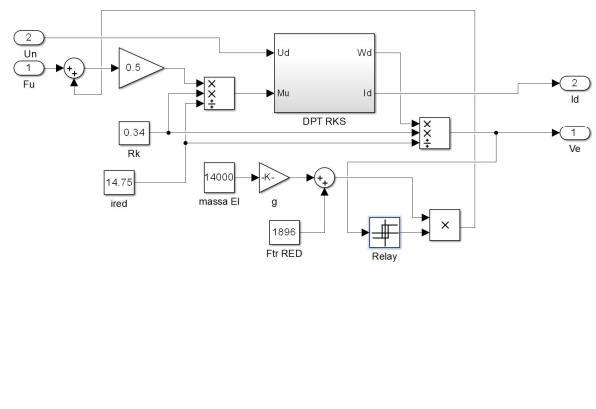 2
Un
1
Fu
+
+
0.5
×
×
÷
Ud
Wd
Mu
Id
DPT RKS
2
Id
0.34
Rk
×
×
÷
1
Ve
14.75
ired
14000
massa El
-K-
g
+
+
1896
Ftr RED
Relay
×